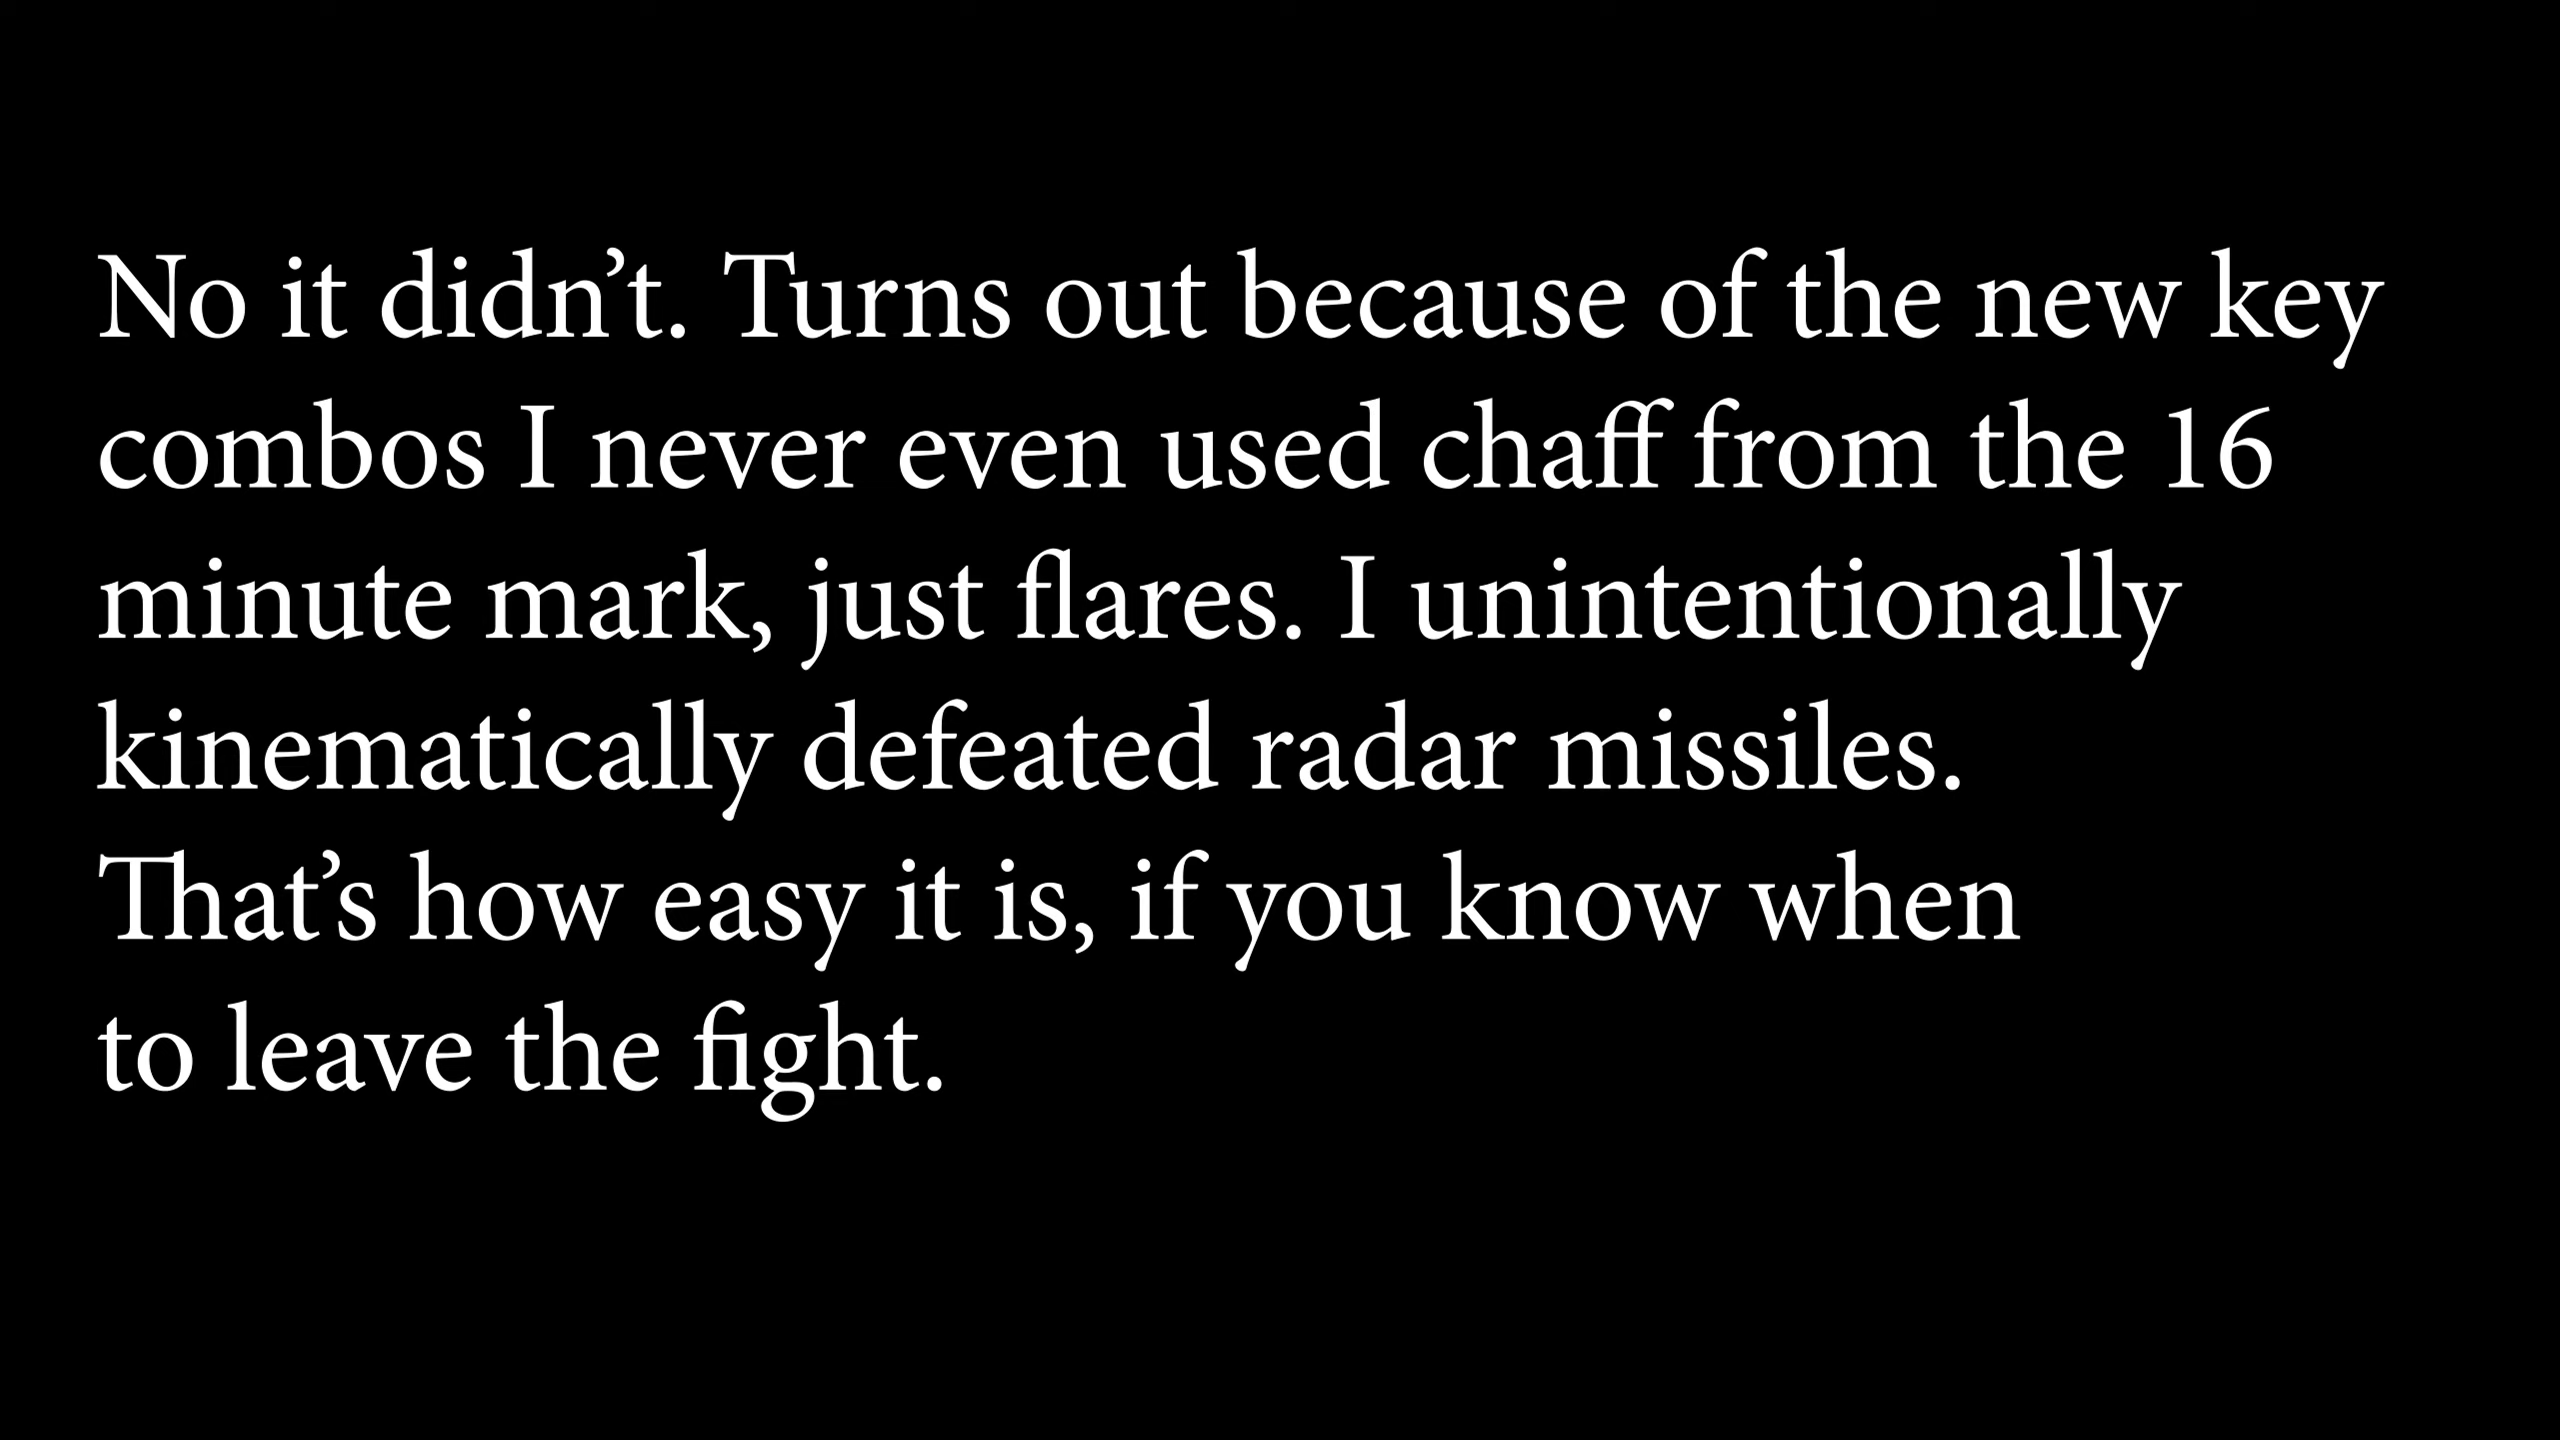 No it didn’t. Turns out because of the new key
combos I never even used chaff from the 16
minute mark, just flares. I unintentionally
kinematically defeated radar missiles.
That’s how easy it is, if you know when
to leave the fight.